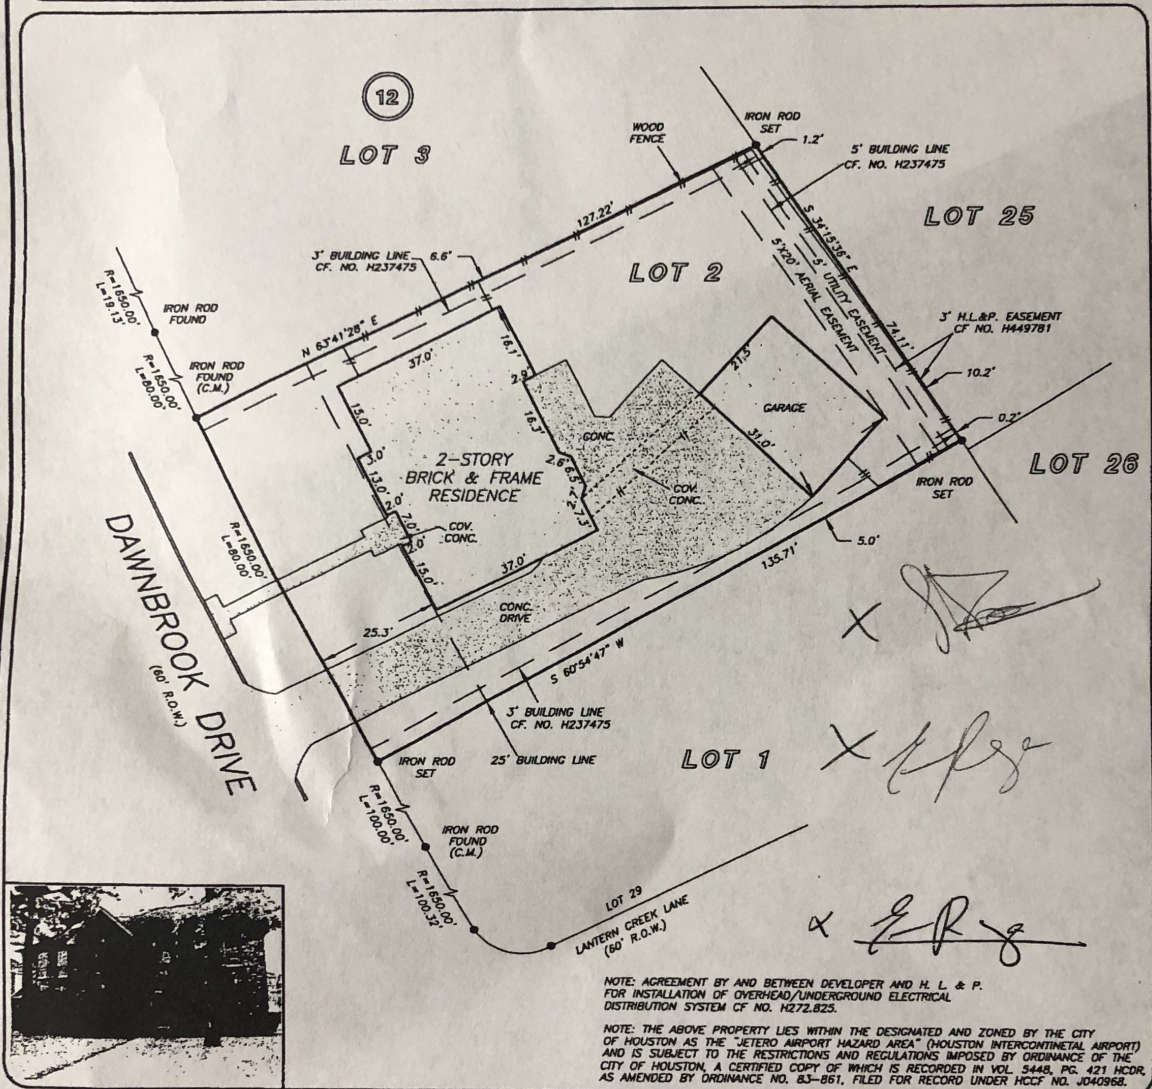 12
LOT 3
WOOD
FENCE
IRON ROD
SET
1.2'
5' BUILDING LINE
CF. NO. H237475
LOT 25
127.22'
3' BUILDING LINE
CF. NO. H237475
6.6'
LOT 2
S 34°15'36" E
74.11'
5' UTILITY EASEMENT
5'X20' AERIAL EASEMENT
3' H.L.&P. EASEMENT
CF NO. H449781
10.2'
0.2'
LOT 26
IRON ROD
SET
R=1650.00'
L=19.13'
IRON ROD
FOUND
R=1650.00'
L=80.00'
IRON ROD
FOUND
(C.M.)
N 63°41'28" E
37.0'
16.1'
2.9'
16.3'
2.6'
6.5'
7.3'
21.5'
GARAGE
31.0'
CONC.
COV.
CONC.
15.0'
3.0'
13.0'
2.0'
7.0'
2.0'
15.0'
2-STORY
BRICK & FRAME
RESIDENCE
COV.
CONC.
37.0'
R=1650.00'
L=80.00'
25.3'
CONC.
DRIVE
135.71'
5.0'
S 60°54'47" W
DAWNBROOK DRIVE
(60' R.O.W.)
3' BUILDING LINE
CF. NO. H237475
25' BUILDING LINE
IRON ROD
SET
LOT 1
R=1650.00'
L=100.00'
IRON ROD
FOUND
(C.M.)
R=1650.00'
L=100.32'
LOT 29
LANTERN CREEK LANE
(60' R.O.W.)
X
X
X
NOTE: AGREEMENT BY AND BETWEEN DEVELOPER AND H. L. & P.
FOR INSTALLATION OF OVERHEAD/UNDERGROUND ELECTRICAL
DISTRIBUTION SYSTEM CF NO. H272.825.
NOTE: THE ABOVE PROPERTY LIES WITHIN THE DESIGNATED AND ZONED BY THE CITY
OF HOUSTON AS THE "JETERO AIRPORT HAZARD AREA" (HOUSTON INTERCONTINETAL AIRPORT)
AND IS SUBJECT TO THE RESTRICTIONS AND REGULATIONS IMPOSED BY ORDINANCE OF THE
CITY OF HOUSTON, A CERTIFIED COPY OF WHICH IS RECORDED IN VOL. 5448, PG. 421 HCDR,
AS AMENDED BY ORDINANCE NO. 83-861, FILED FOR RECORD UNDER HCCF NO. J040968.